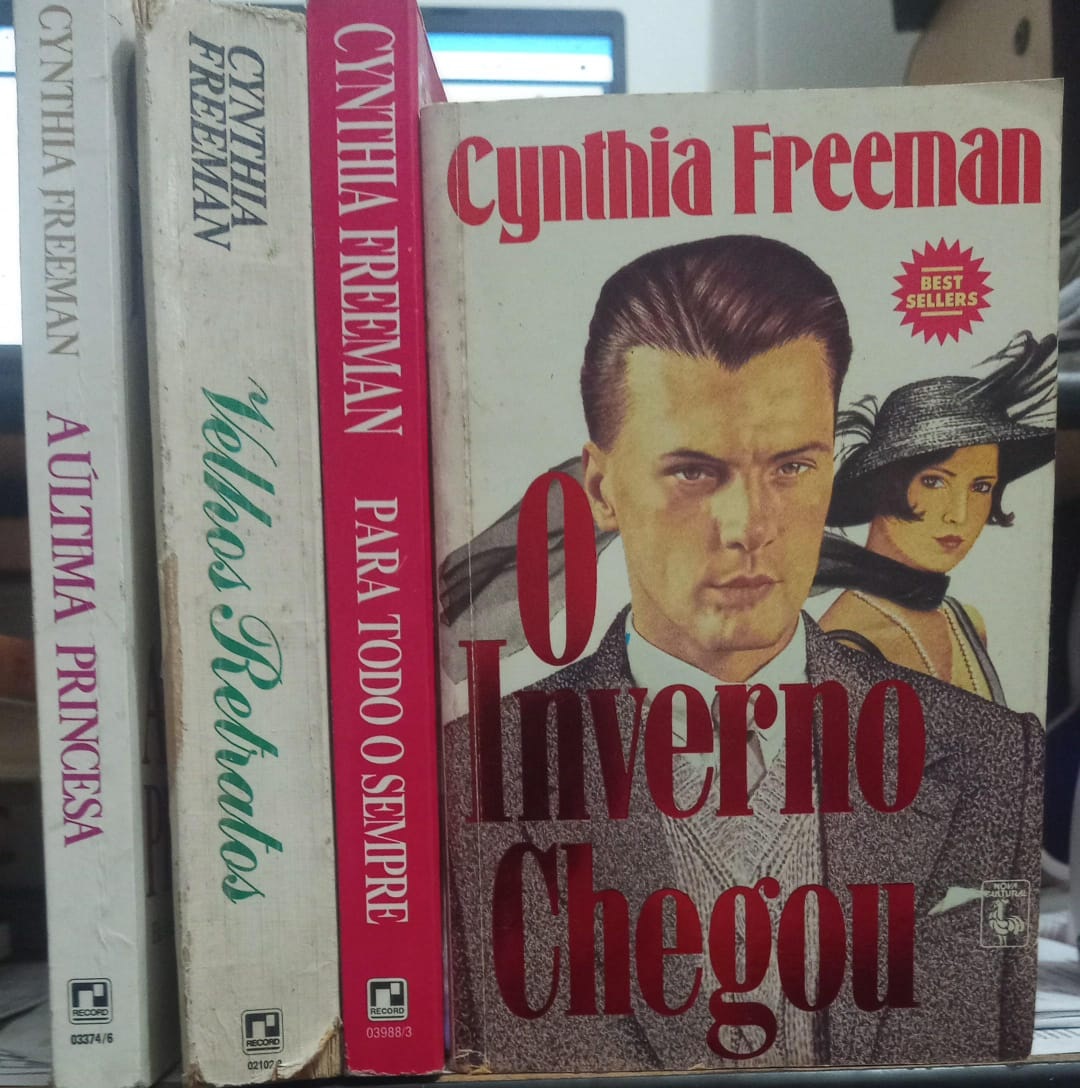 CYNTHIA FREEMAN
A ÚLTIMA PRINCESA
RECORD
03374/6
CYNTHIA
FREEMAN
Velhos Retratos
RECORD
CYNTHIA FREEMAN
PARA TODO O SEMPRE
RECORD
03988/3
Cynthia Freeman
BEST
SELLERS
O
Inverno
Chegou
NOVA
CULTURAL